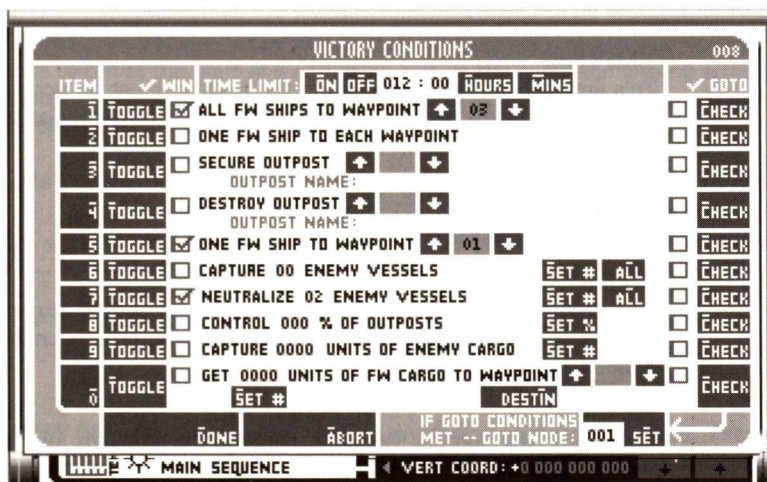 VICTORY CONDITIONS 008
ITEM ✓ WIN TIME LIMIT: ON OFF 012 : 00 HOURS MINS ✓ GOTO
1 TOGGLE ALL FW SHIPS TO WAYPOINT 03 CHECK
2 TOGGLE ONE FW SHIP TO EACH WAYPOINT CHECK
3 TOGGLE SECURE OUTPOST CHECK
OUTPOST NAME:
4 TOGGLE DESTROY OUTPOST CHECK
OUTPOST NAME:
5 TOGGLE ONE FW SHIP TO WAYPOINT 01 CHECK
6 TOGGLE CAPTURE 00 ENEMY VESSELS SET # ALL CHECK
7 TOGGLE NEUTRALIZE 02 ENEMY VESSELS SET # ALL CHECK
8 TOGGLE CONTROL 000 % OF OUTPOSTS SET % CHECK
9 TOGGLE CAPTURE 0000 UNITS OF ENEMY CARGO SET # CHECK
0 TOGGLE GET 0000 UNITS OF FW CARGO TO WAYPOINT CHECK
SET # DESTIN
DONE ABORT IF GOTO CONDITIONS
MET -- GOTO NODE: 001 SET
MAIN SEQUENCE VERT COORD: +0 000 000 000